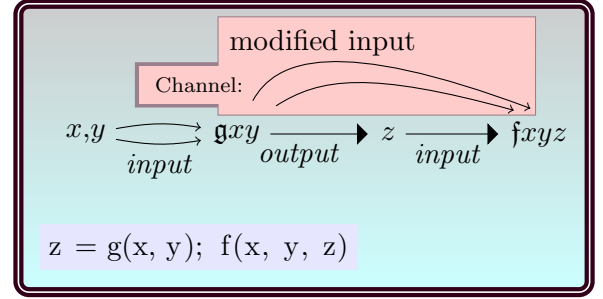 modified input
Channel:
x,y 𝔤xy z 𝔣xyz
input output input
z = g(x, y); f(x, y, z)